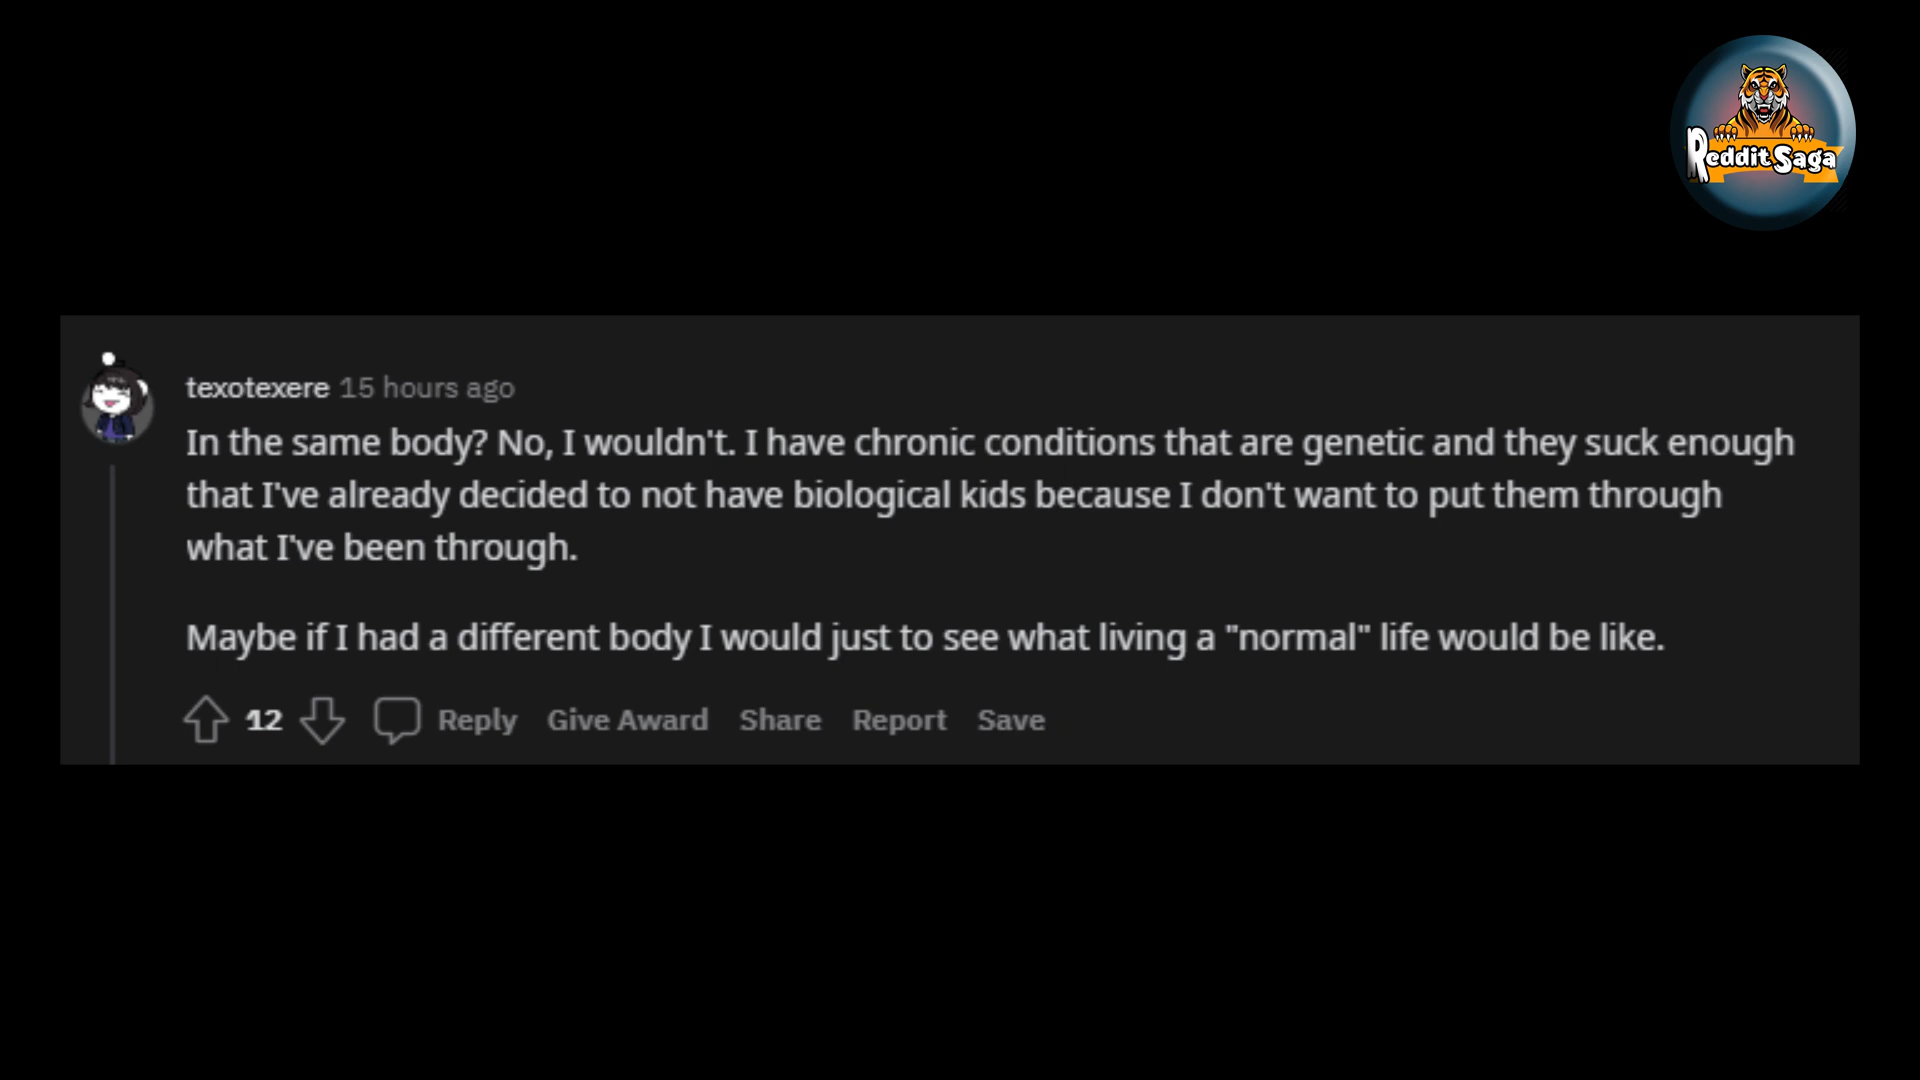 Reddit Saga
texotexere 15 hours ago
In the same body? No, I wouldn't. I have chronic conditions that are genetic and they suck enough
that I've already decided to not have biological kids because I don't want to put them through
what I've been through.
Maybe if I had a different body I would just to see what living a "normal" life would be like.
12 Reply Give Award Share Report Save